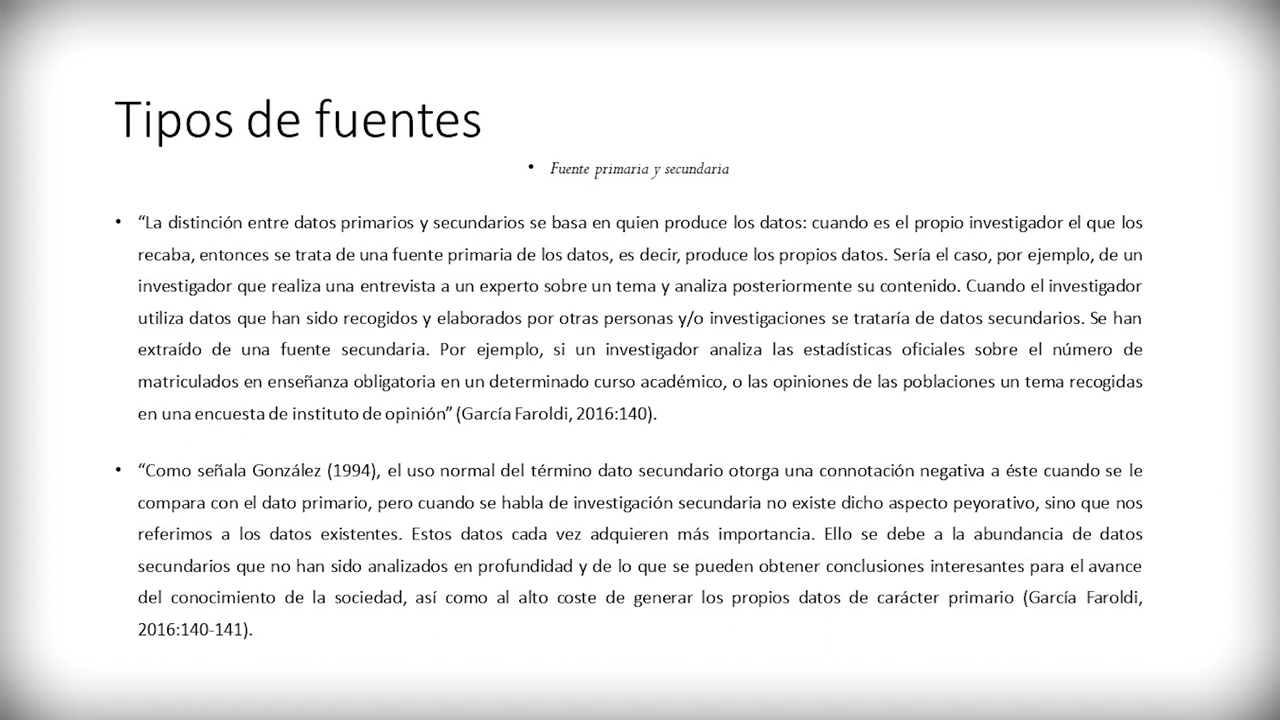 Tipos de fuentes
• Fuente primaria y secundaria
• “La distinción entre datos primarios y secundarios se basa en quien produce los datos: cuando es el propio investigador el que los
recaba, entonces se trata de una fuente primaria de los datos, es decir, produce los propios datos. Sería el caso, por ejemplo, de un
investigador que realiza una entrevista a un experto sobre un tema y analiza posteriormente su contenido. Cuando el investigador
utiliza datos que han sido recogidos y elaborados por otras personas y/o investigaciones se trataría de datos secundarios. Se han
extraído de una fuente secundaria. Por ejemplo, si un investigador analiza las estadísticas oficiales sobre el número de
matriculados en enseñanza obligatoria en un determinado curso académico, o las opiniones de las poblaciones un tema recogidas
en una encuesta de instituto de opinión” (García Faroldi, 2016:140).
• “Como señala González (1994), el uso normal del término dato secundario otorga una connotación negativa a éste cuando se le
compara con el dato primario, pero cuando se habla de investigación secundaria no existe dicho aspecto peyorativo, sino que nos
referimos a los datos existentes. Estos datos cada vez adquieren más importancia. Ello se debe a la abundancia de datos
secundarios que no han sido analizados en profundidad y de lo que se pueden obtener conclusiones interesantes para el avance
del conocimiento de la sociedad, así como al alto coste de generar los propios datos de carácter primario (García Faroldi,
2016:140-141).